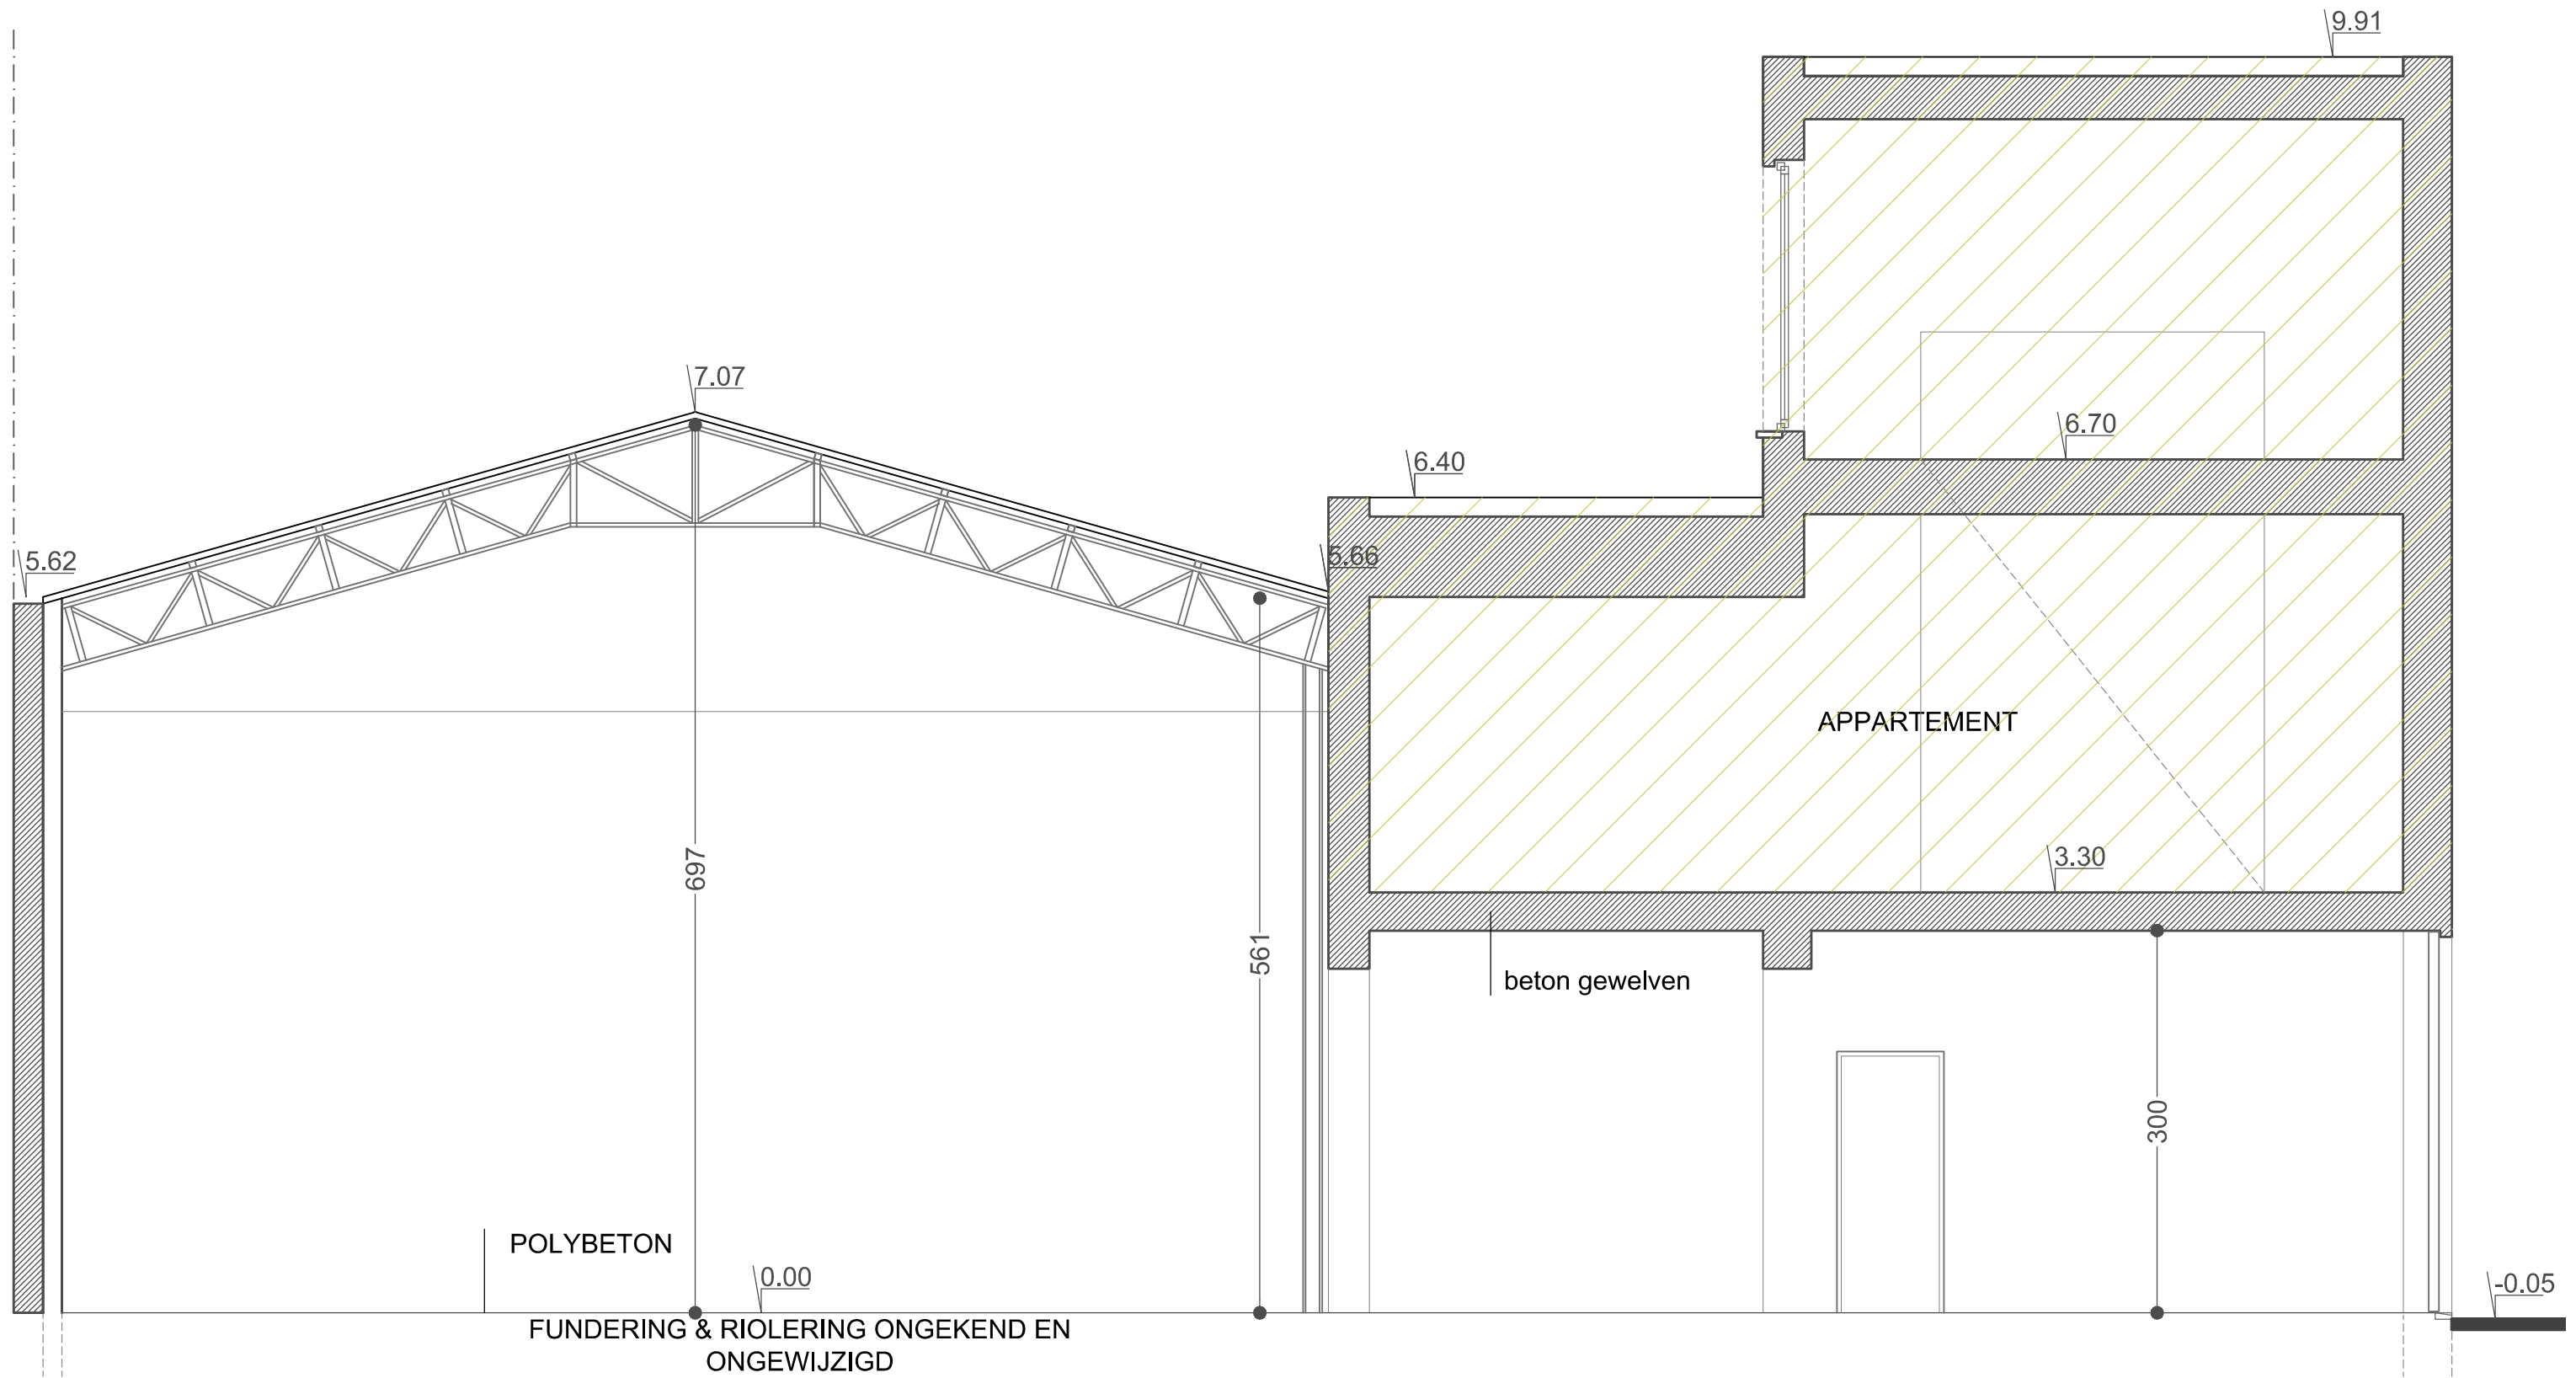 9.91
7.07
6.70
6.40
5.62
5.66
APPARTEMENT
697
3.30
561
beton gewelven
300
POLYBETON
0.00
-0.05
FUNDERING & RIOLERING ONGEKEND EN
ONGEWIJZIGD